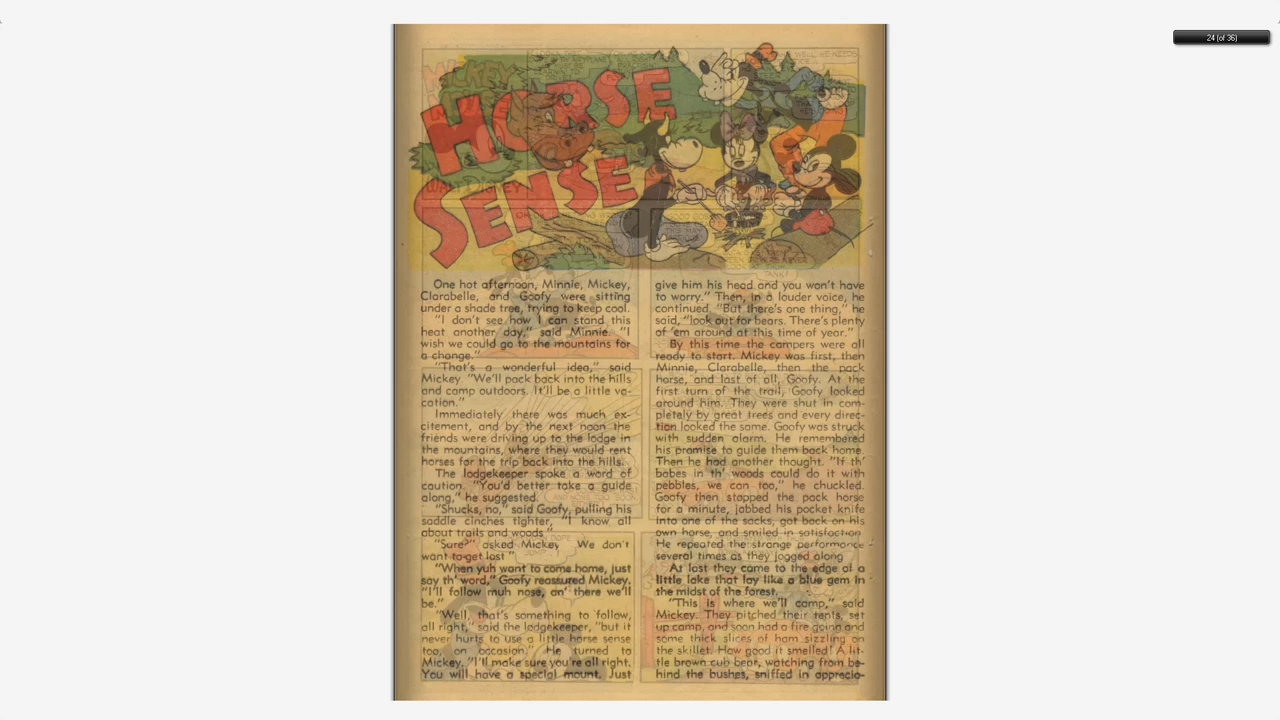 24 (of 36)
HORSE
SENSE
One hot afternoon, Minnie, Mickey,
Clarabelle, and Goofy were sitting
under a shade tree, trying to keep cool.
"I don't see how I can stand this
heat another day," said Minnie. "I
wish we could go to the mountains for
a change."
"That's a wonderful idea," said
Mickey. "We'll pack back into the hills
and camp outdoors. It'll be a little va-
cation."
Immediately there was much ex-
citement, and by the next noon the
friends were driving up to the lodge in
the mountains, where they would rent
horses for the trip back into the hills.
The lodgekeeper spoke a word of
caution. "You'd better take a guide
along," he suggested.
"Shucks, no," said Goofy, pulling his
saddle cinches tighter, "I know all
about trails and woods"
"Sure?" asked Mickey We don't
want to get lost "
"When yuh want to come home, just
say th' word," Goofy reassured Mickey.
"I'll follow muh nose, an' there we'll
be."
"Well, that's something to follow,
all right," said the lodgekeeper, "but it
never hurts to use a little horse sense
too, on occasion." He turned to
Mickey. "I'll make sure you're all right.
You will have a special mount. Just
give him his head and you won't have
to worry." Then, in a louder voice, he
continued. "But there's one thing," he
said, "look out for bears. There's plenty
of 'em around at this time of year."
By this time the campers were all
ready to start. Mickey was first, then
Minnie, Clarabelle, then the pack
horse, and last of all, Goofy. At the
first turn of the trail, Goofy looked
around him. They were shut in com-
pletely by great trees and every direc-
tion looked the same. Goofy was struck
with sudden alarm. He remembered
his promise to guide them back home.
Then he had another thought. "If th'
babes in th' woods could do it with
pebbles, we can too," he chuckled.
Goofy then stopped the pack horse
for a minute, jabbed his pocket knife
into one of the sacks, got back on his
own horse, and smiled in satisfaction
He repeated the strange performance
several times as they jogged along
At last they came to the edge of a
little lake that lay like a blue gem in
the midst of the forest.
"This is where we'll camp," said
Mickey. They pitched their tents, set
up camp, and soon had a fire going and
some thick slices of ham sizzling on
the skillet. How good it smelled! A lit-
tle brown cub bear, watching from be-
hind the bushes, sniffed in apprecia-